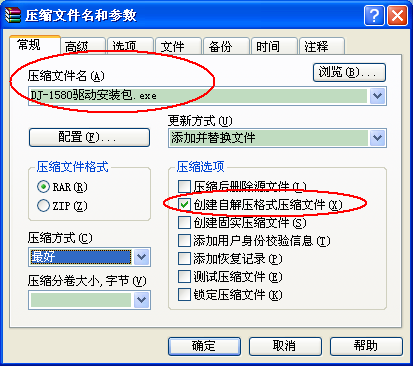 压缩文件名和参数
常规 高级 选项 文件 备份 时间 注释
压缩文件名(A)
浏览(B)...
DJ-1580驱动安装包.exe
配置(F)...
更新方式(U)
添加并替换文件
压缩文件格式
RAR(R)
ZIP(Z)
压缩方式(C)
最好
压缩分卷大小,字节(V)
压缩选项
压缩后删除源文件(L)
创建自解压格式压缩文件(X)
创建固实压缩文件(S)
添加用户身份校验信息(T)
添加恢复记录(P)
测试压缩文件(E)
锁定压缩文件(K)
确定 取消 帮助